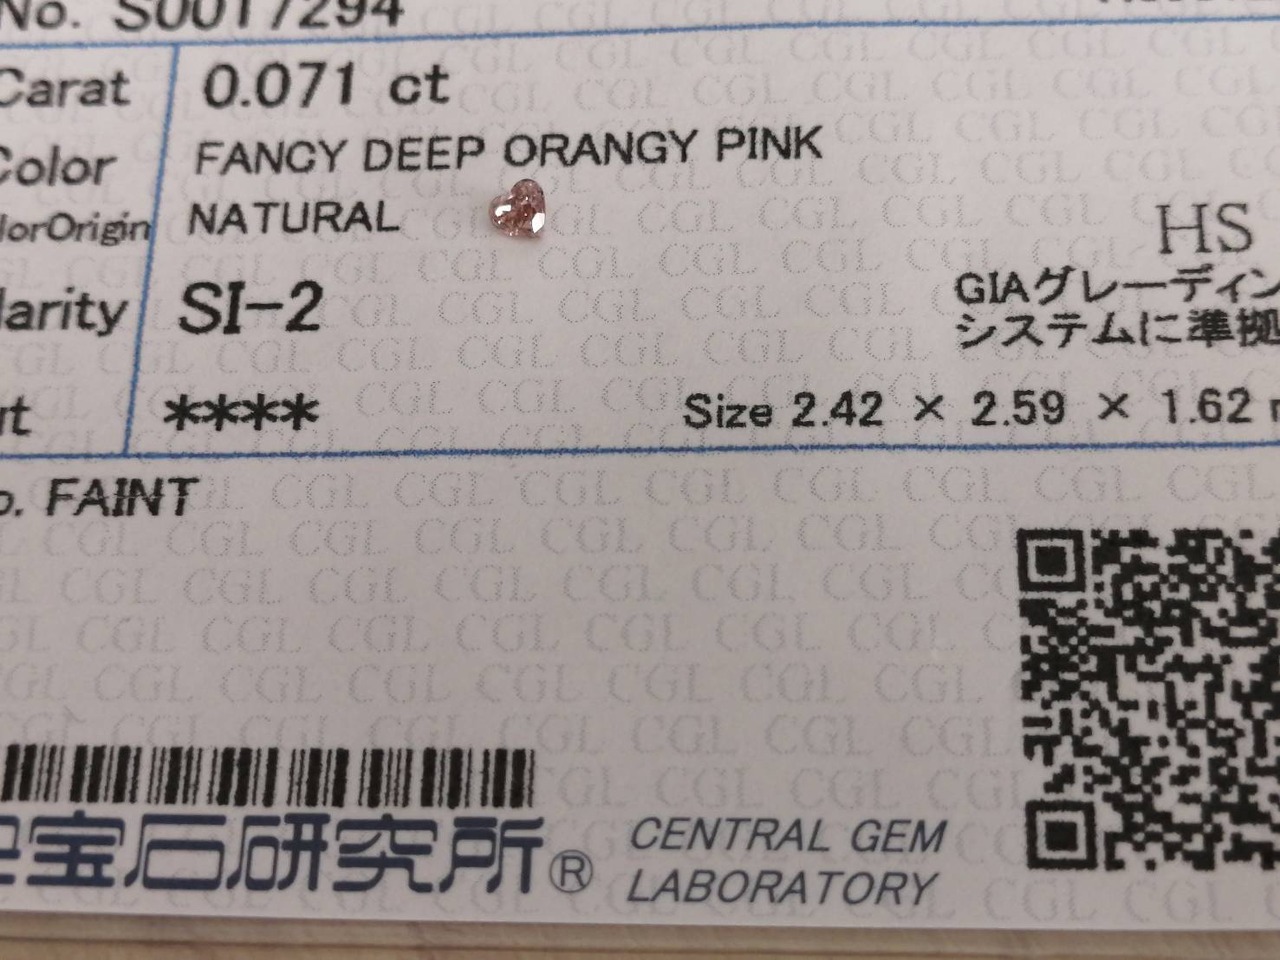 No. S0017294
Carat 0.071 ct
Color FANCY DEEP ORANGY PINK
lorOrigin NATURAL
HS
larity SI-2
GIAグレーディン
システムに準拠
**** Size 2.42 × 2.59 × 1.62
FAINT
宝石研究所®
CENTRAL GEM
LABORATORY